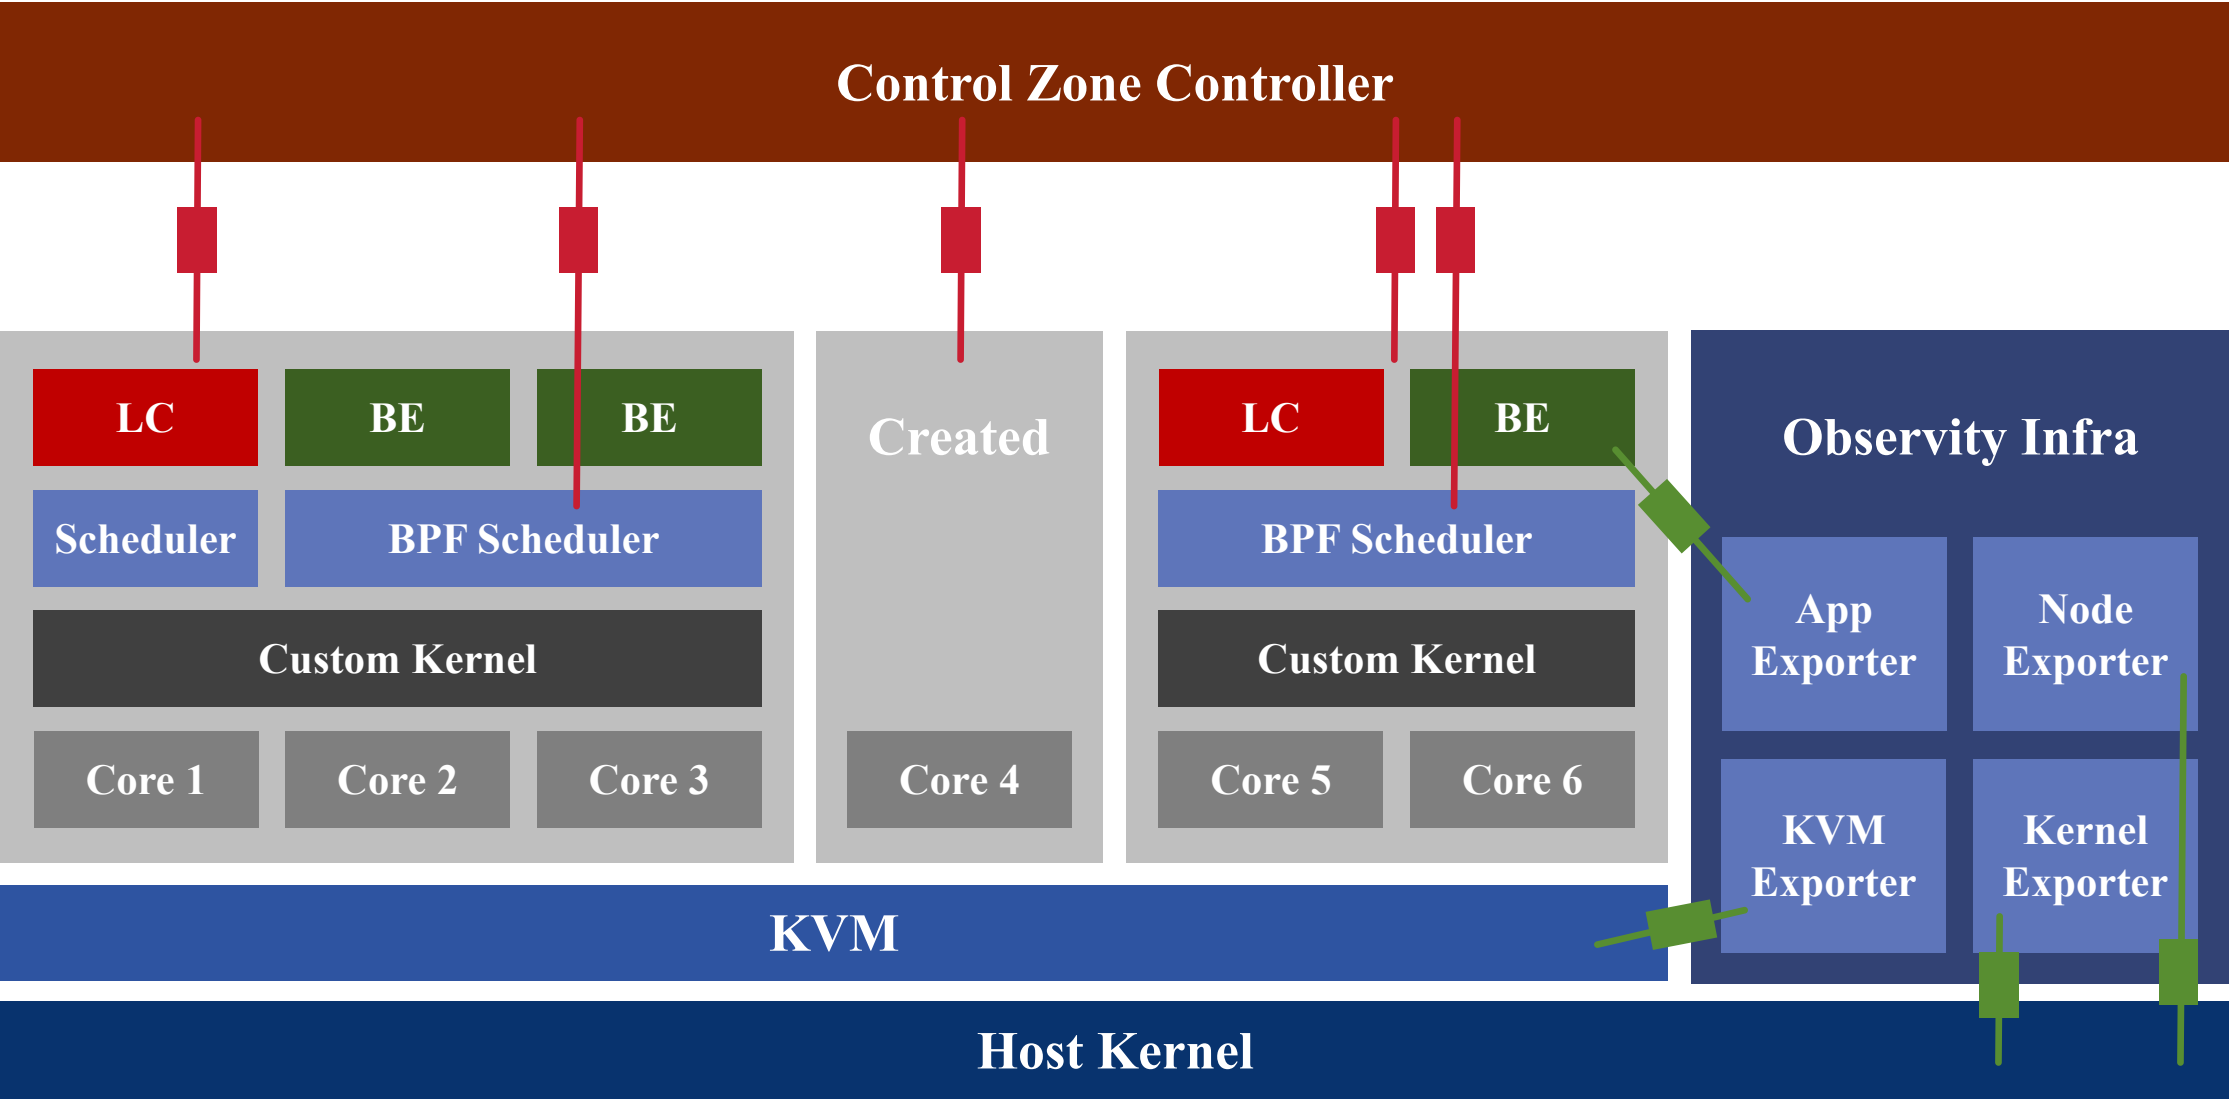 Control Zone Controller
LC
BE
BE
Scheduler
BPF Scheduler
Custom Kernel
Core 1
Core 2
Core 3
Created
Core 4
LC
BE
BPF Scheduler
Custom Kernel
Core 5
Core 6
Observity Infra
App
Exporter
Node
Exporter
KVM
Exporter
Kernel
Exporter
KVM
Host Kernel